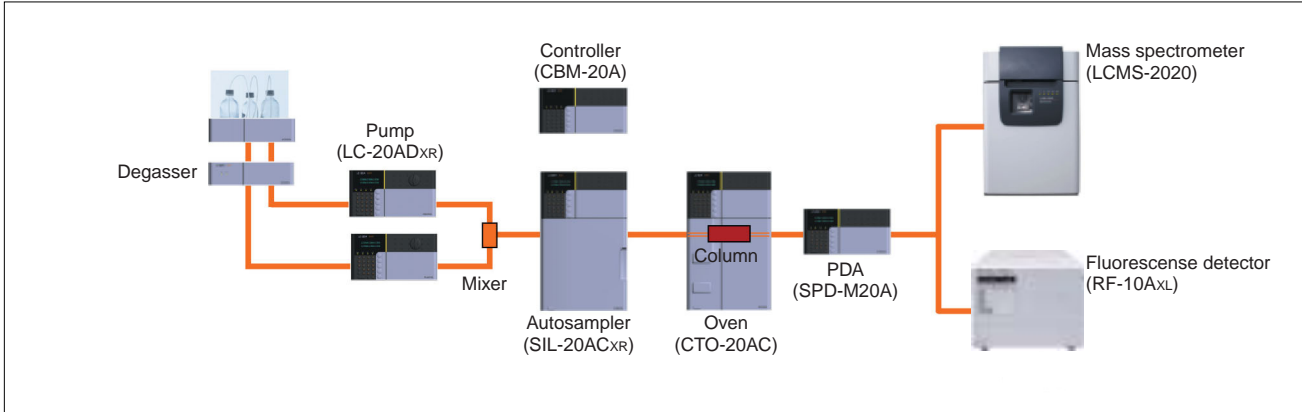 Controller
(CBM-20A)
Mass spectrometer
(LCMS-2020)
Pump
(LC-20ADXR)
Degasser
Mixer
Column
PDA
(SPD-M20A)
Fluorescense detector
(RF-10AXL)
Autosampler
(SIL-20ACXR)
Oven
(CTO-20AC)